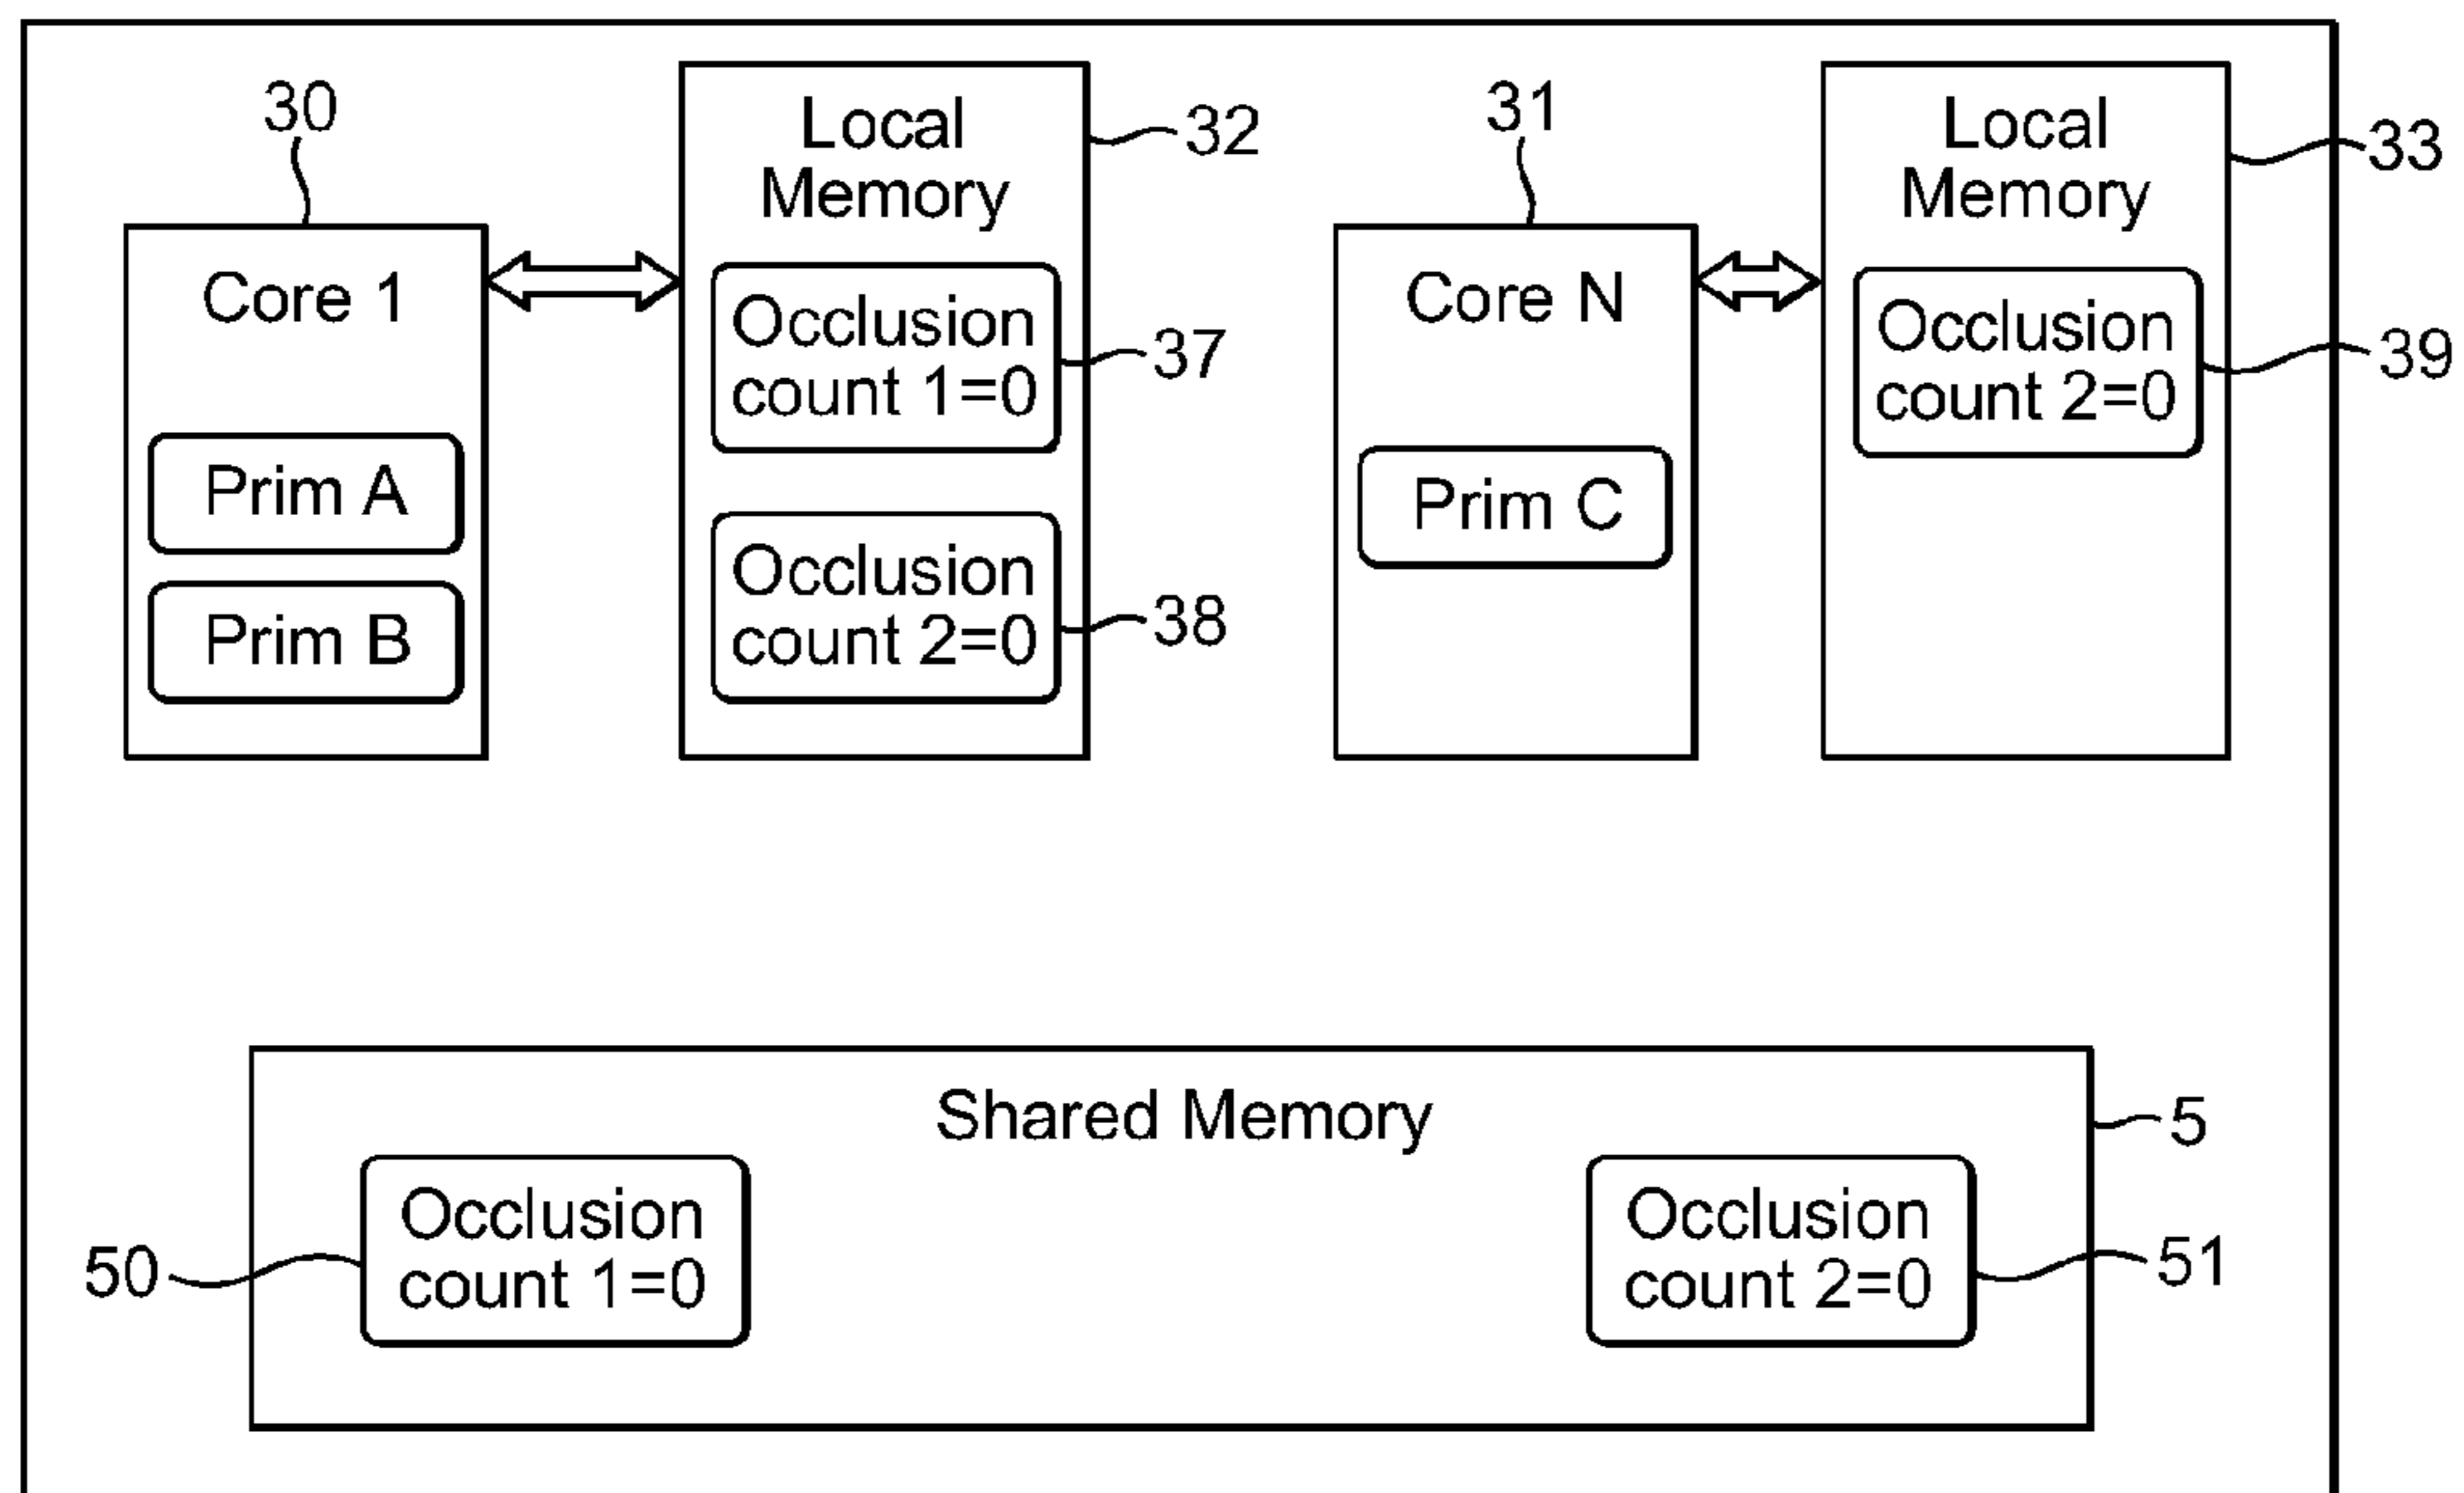 30
Core 1
Prim A
Prim B
Local
Memory
32
Occlusion
count 1=0
37
Occlusion
count 2=0
38
31
Core N
Prim C
Local
Memory
33
Occlusion
count 2=0
39
Shared Memory
5
Occlusion
count 1=0
50
Occlusion
count 2=0
51